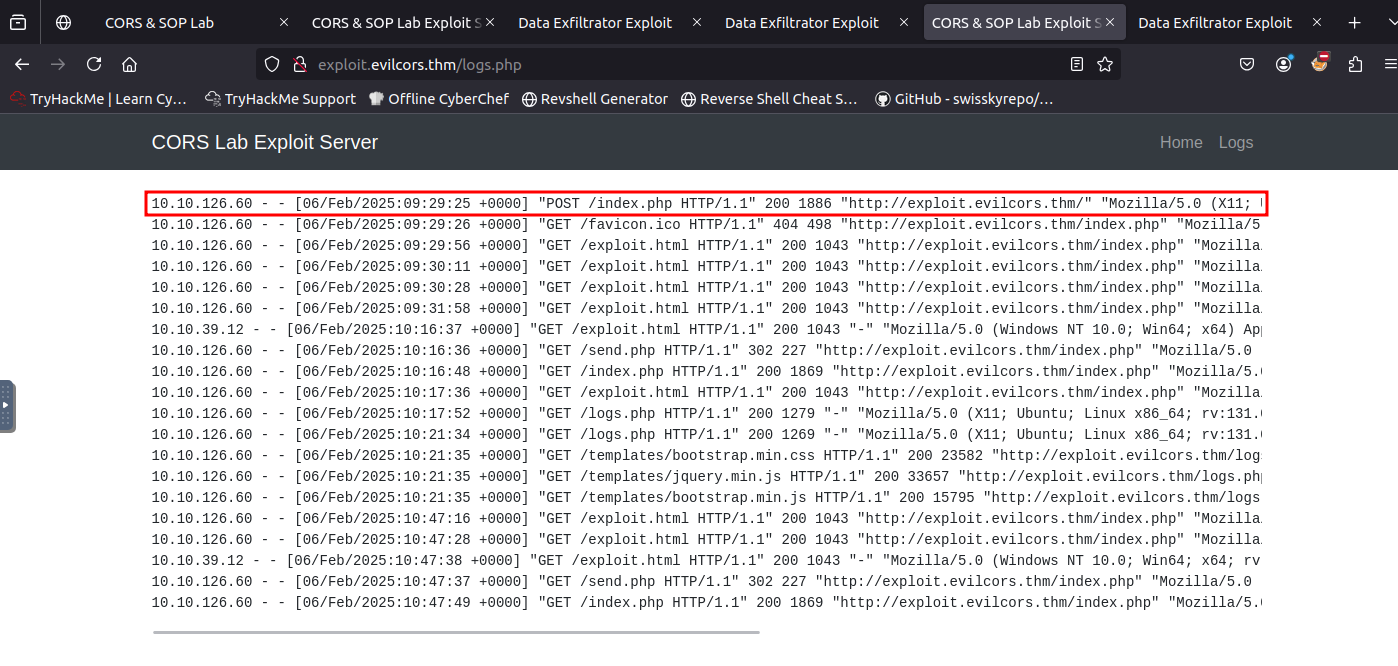 CORS & SOP Lab
CORS & SOP Lab Exploit S
Data Exfiltrator Exploit
Data Exfiltrator Exploit
CORS & SOP Lab Exploit S
Data Exfiltrator Exploit
exploit.evilcors.thm/logs.php
TryHackMe | Learn Cy...
TryHackMe Support
Offline CyberChef
Revshell Generator
Reverse Shell Cheat S...
GitHub - swisskyrepo/...
CORS Lab Exploit Server
Home
Logs
10.10.126.60 - - [06/Feb/2025:09:29:25 +0000] "POST /index.php HTTP/1.1" 200 1886 "http://exploit.evilcors.thm/" "Mozilla/5.0 (X11;
10.10.126.60 - - [06/Feb/2025:09:29:26 +0000] "GET /favicon.ico HTTP/1.1" 404 498 "http://exploit.evilcors.thm/index.php" "Mozilla/5
10.10.126.60 - - [06/Feb/2025:09:29:56 +0000] "GET /exploit.html HTTP/1.1" 200 1043 "http://exploit.evilcors.thm/index.php" "Mozilla
10.10.126.60 - - [06/Feb/2025:09:30:11 +0000] "GET /exploit.html HTTP/1.1" 200 1043 "http://exploit.evilcors.thm/index.php" "Mozilla
10.10.126.60 - - [06/Feb/2025:09:30:28 +0000] "GET /exploit.html HTTP/1.1" 200 1043 "http://exploit.evilcors.thm/index.php" "Mozilla
10.10.126.60 - - [06/Feb/2025:09:31:58 +0000] "GET /exploit.html HTTP/1.1" 200 1043 "http://exploit.evilcors.thm/index.php" "Mozilla
10.10.39.12 - - [06/Feb/2025:10:16:37 +0000] "GET /exploit.html HTTP/1.1" 200 1043 "-" "Mozilla/5.0 (Windows NT 10.0; Win64; x64) Ap
10.10.126.60 - - [06/Feb/2025:10:16:36 +0000] "GET /send.php HTTP/1.1" 302 227 "http://exploit.evilcors.thm/index.php" "Mozilla/5.0
10.10.126.60 - - [06/Feb/2025:10:16:48 +0000] "GET /index.php HTTP/1.1" 200 1869 "http://exploit.evilcors.thm/index.php" "Mozilla/5.0
10.10.126.60 - - [06/Feb/2025:10:17:36 +0000] "GET /exploit.html HTTP/1.1" 200 1043 "http://exploit.evilcors.thm/index.php" "Mozilla
10.10.126.60 - - [06/Feb/2025:10:17:52 +0000] "GET /logs.php HTTP/1.1" 200 1279 "-" "Mozilla/5.0 (X11; Ubuntu; Linux x86_64; rv:131.0
10.10.126.60 - - [06/Feb/2025:10:21:34 +0000] "GET /logs.php HTTP/1.1" 200 1269 "-" "Mozilla/5.0 (X11; Ubuntu; Linux x86_64; rv:131.0
10.10.126.60 - - [06/Feb/2025:10:21:35 +0000] "GET /templates/bootstrap.min.css HTTP/1.1" 200 23582 "http://exploit.evilcors.thm/log
10.10.126.60 - - [06/Feb/2025:10:21:35 +0000] "GET /templates/jquery.min.js HTTP/1.1" 200 33657 "http://exploit.evilcors.thm/logs.php
10.10.126.60 - - [06/Feb/2025:10:21:35 +0000] "GET /templates/bootstrap.min.js HTTP/1.1" 200 15795 "http://exploit.evilcors.thm/logs
10.10.126.60 - - [06/Feb/2025:10:47:16 +0000] "GET /exploit.html HTTP/1.1" 200 1043 "http://exploit.evilcors.thm/index.php" "Mozilla
10.10.126.60 - - [06/Feb/2025:10:47:28 +0000] "GET /exploit.html HTTP/1.1" 200 1043 "http://exploit.evilcors.thm/index.php" "Mozilla
10.10.39.12 - - [06/Feb/2025:10:47:38 +0000] "GET /exploit.html HTTP/1.1" 200 1043 "-" "Mozilla/5.0 (Windows NT 10.0; Win64; x64; rv
10.10.126.60 - - [06/Feb/2025:10:47:37 +0000] "GET /send.php HTTP/1.1" 302 227 "http://exploit.evilcors.thm/index.php" "Mozilla/5.0
10.10.126.60 - - [06/Feb/2025:10:47:49 +0000] "GET /index.php HTTP/1.1" 200 1869 "http://exploit.evilcors.thm/index.php" "Mozilla/5.0